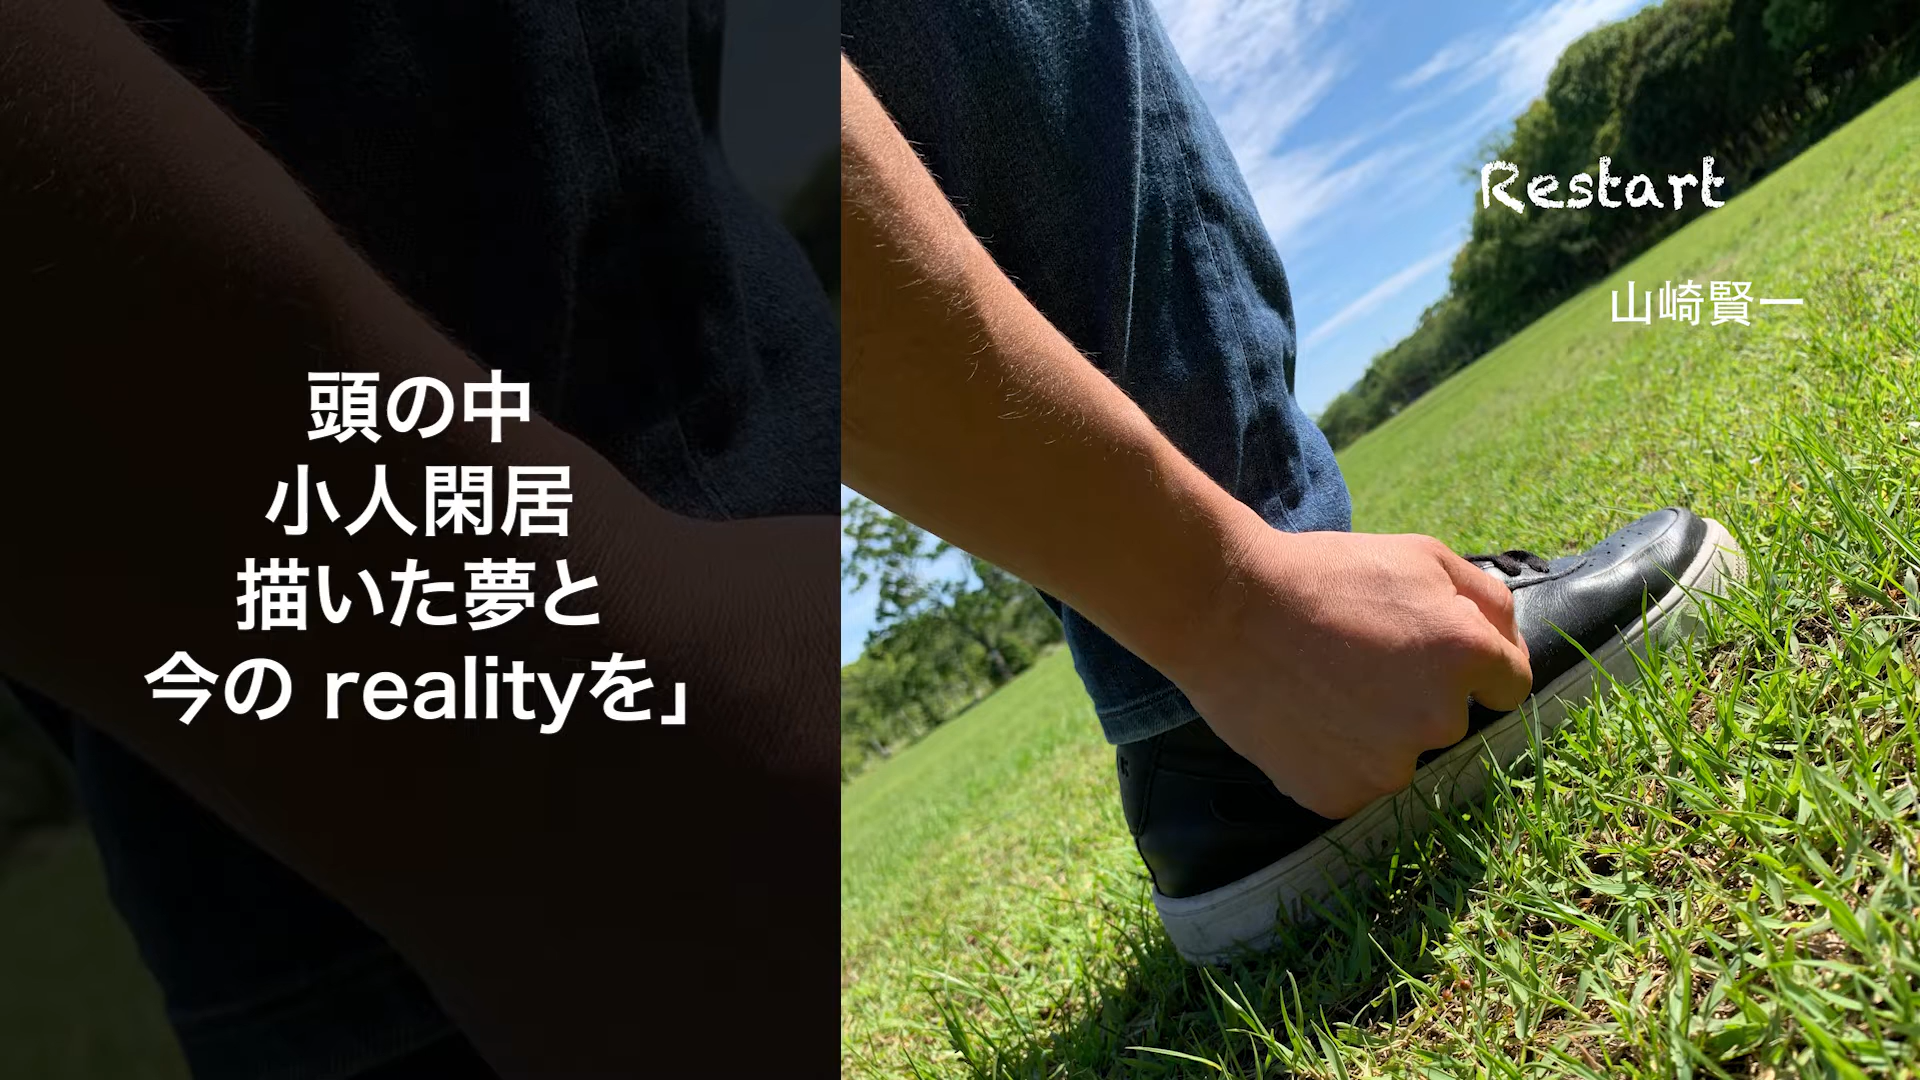 頭の中
小人閑居
描いた夢と
今の realityを」
Restart
山崎賢一